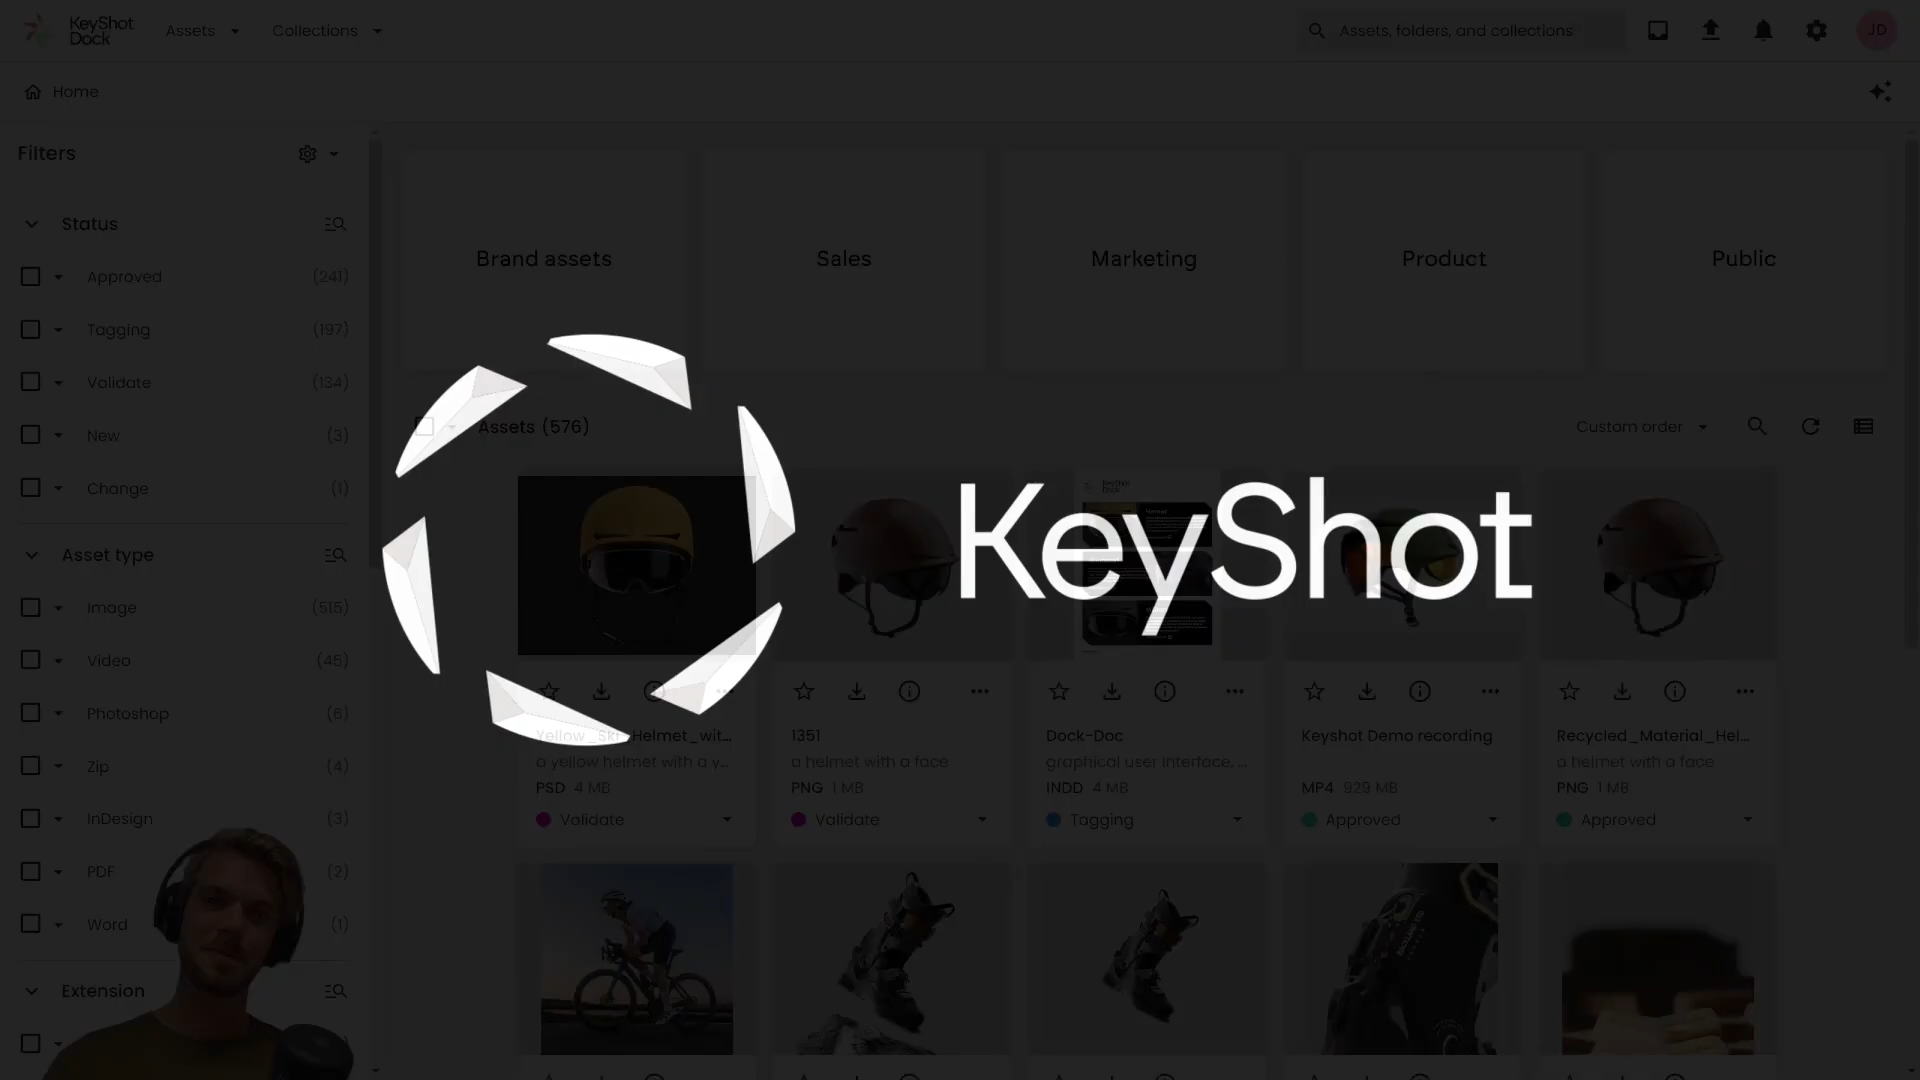 KeyShot
Dock
Assets
Collections
Assets, folders, and collections
JD
Home
Filters
Status
Approved (241)
Tagging (197)
Validate (134)
New (3)
Change (1)
Asset type
Image (515)
Video (45)
Photoshop (6)
Zip (4)
InDesign (3)
PDF (2)
Word (1)
Extension
Brand assets
Sales
Marketing
Product
Public
Assets (576)
Custom order
KeyShot
Yellow_Ski_Helmet_wit...
a yellow helmet with a y...
PSD 4 MB
Validate
1351
a helmet with a face
PNG 1 MB
Validate
Dock-Doc
graphical user interface, ...
INDD 4 MB
Tagging
Keyshot Demo recording
MP4 929 MB
Approved
Recycled_Material_Hel...
a helmet with a face
PNG 1 MB
Approved